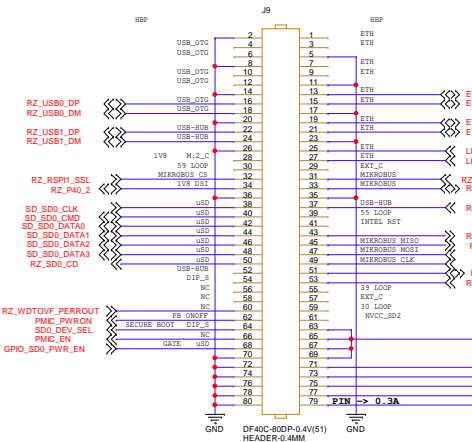 J9
HBP HBP
2 1 ETH
USB_OTG 4 3 ETH
6 5
USB_OTG 8 7 ETH
10 9 ETH
USB_OTG 12 11
USB_OTG 14 13 ETH
RZ_USB0_DP USB_OTG 16 15 ETH
RZ_USB0_DM USB_OTG 18 17
20 19 ETH
RZ_USB1_DP USB-HUB 22 21 ETH
RZ_USB1_DM USB-HUB 24 23
26 25 ETH
1V8 M.2_C 28 27 ETH
59 LOOP 30 29 EXT_C
RZ_RSPI1_SSL MIKROBUS CS 32 31 MIKROBUS
RZ_P40_2 1V8 DSI 34 33 MIKROBUS
36 35
SD_SD0_CLK uSD 38 37 USB-HUB
SD_SD0_CMD 40 39 55 LOOP
SD_SD0_DATA0 uSD 42 41 INTEL RST
SD_SD0_DATA1 uSD 44 43
SD_SD0_DATA2 uSD 46 45 MIKROBUS MISO
SD_SD0_DATA3 uSD 48 47 MIKROBUS MOSI
RZ_SD0_CD uSD 50 49 MIKROBUS CLK
USB-HUB 52 51
DIP_S 54 53
NC 56 55 39 LOOP
NC 58 57 EXT_C
RZ_WDTOVF_PERROUT NC 60 59 30 LOOP
PMIC_PWRON PB ONOFF 62 61 NVCC_SD2
SD0_DEV_SEL SECURE BOOT DIP_S 64 63
PMIC_EN NC 66 65
GPIO_SD0_PWR_EN GATE uSD 68 67
70 69
72 71
74 73
76 75
78 77
80 79 PIN -> 0.3A
GND GND
DF40C-80DP-0.4V(51)
HEADER-0.4MM